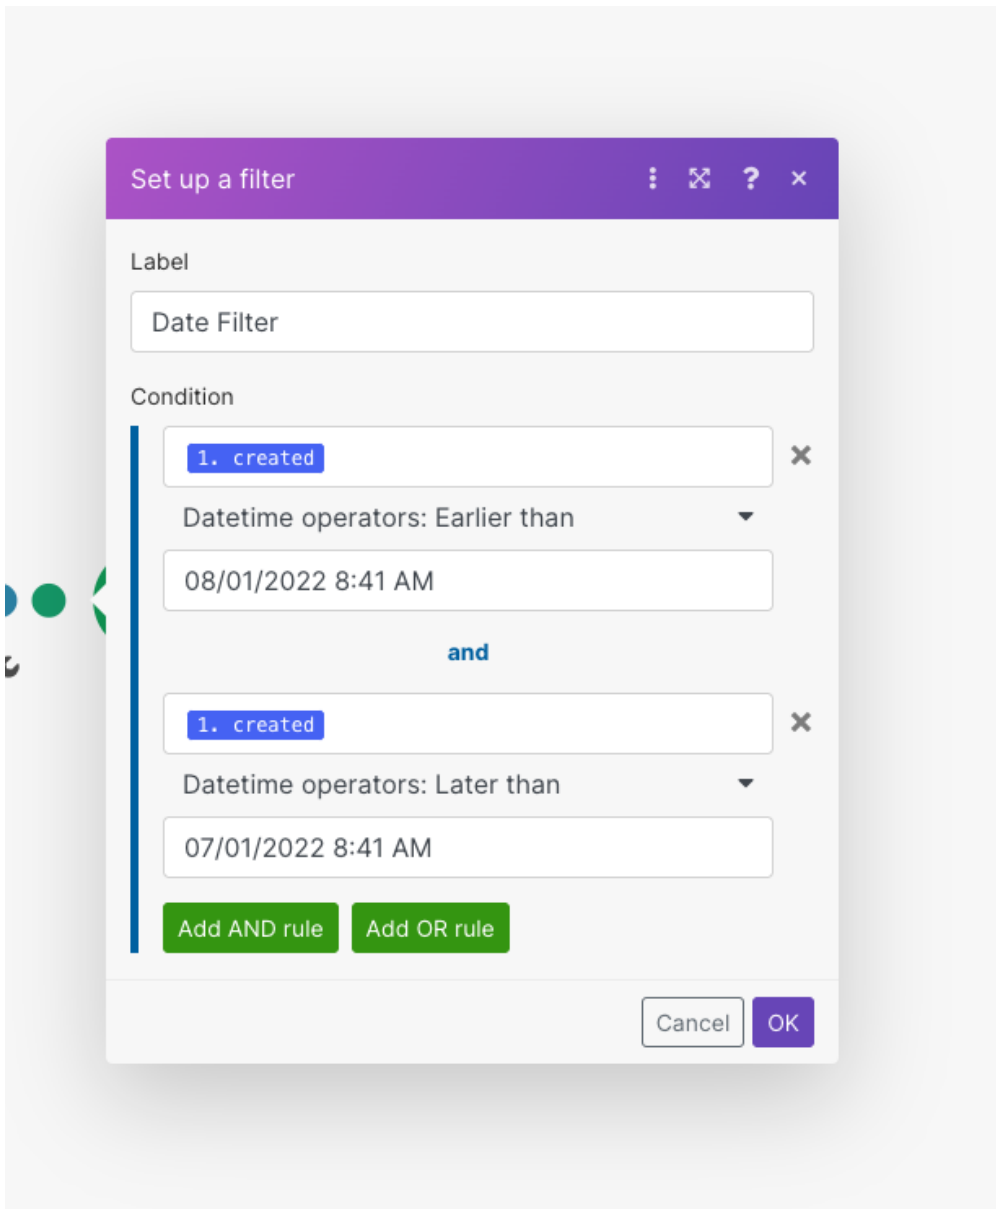 Set up a filter
Label
Date Filter
Condition
1. created
Datetime operators: Earlier than
08/01/2022 8:41 AM
and
1. created
Datetime operators: Later than
07/01/2022 8:41 AM
Add AND rule Add OR rule
Cancel OK